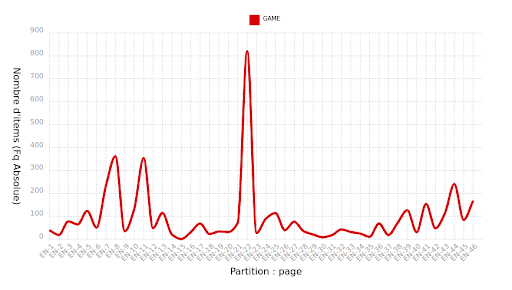 GAME
900
800
700
600
500
400
300
200
100
0
Nombre d'items (Fq Absolue)
EN-1
EN-2
EN-3
EN-4
EN-5
EN-6
EN-7
EN-8
EN-9
EN-10
EN-11
EN-12
EN-13
EN-14
EN-15
EN-16
EN-17
EN-18
EN-19
EN-20
EN-21
EN-22
EN-23
EN-24
EN-25
EN-26
EN-27
EN-28
EN-29
EN-30
EN-31
EN-32
EN-33
EN-34
EN-35
EN-36
EN-37
EN-38
EN-39
EN-40
EN-41
EN-42
EN-43
EN-44
EN-45
EN-46
Partition : page